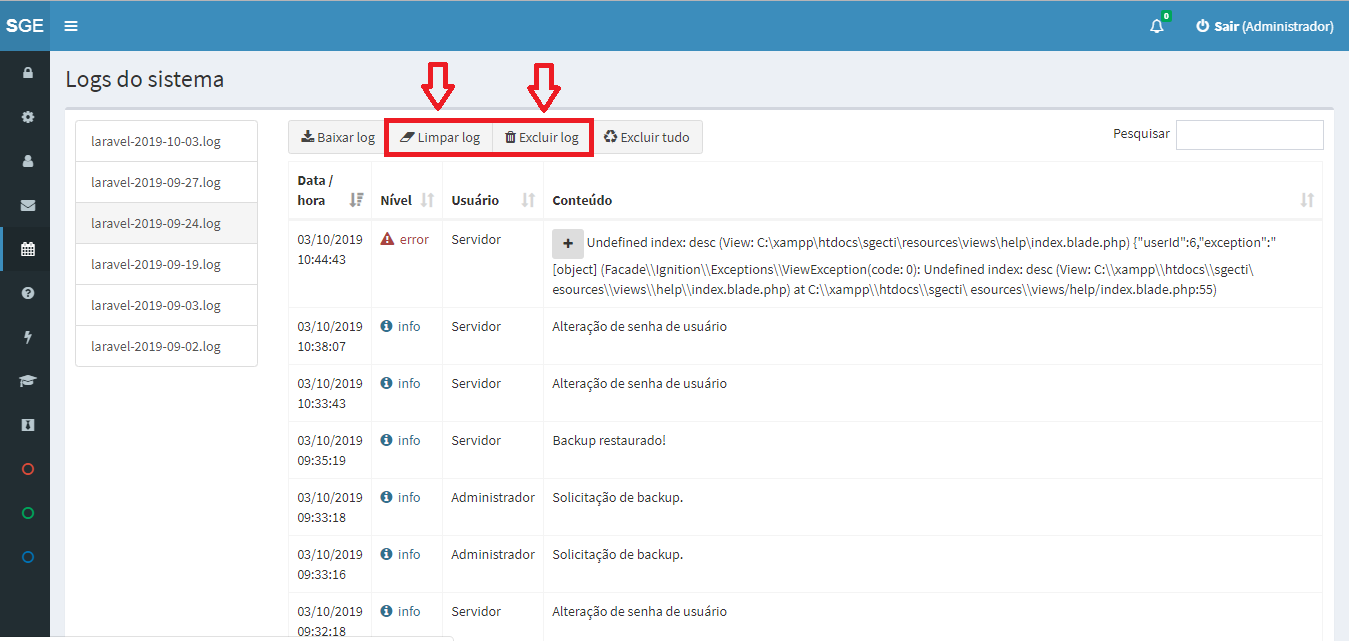 SGE
0
Sair (Administrador)
Logs do sistema
laravel-2019-10-03.log
laravel-2019-09-27.log
laravel-2019-09-24.log
laravel-2019-09-19.log
laravel-2019-09-03.log
laravel-2019-09-02.log
Baixar log Limpar log Excluir log Excluir tudo
Pesquisar
Data / hora Nível Usuário Conteúdo
03/10/2019 10:44:43 error Servidor Undefined index: desc (View: C:\xampp\htdocs\sgecti\resources\views\help\index.blade.php) {"userId":6,"exception":"
[object] (Facade\\Ignition\\Exceptions\\ViewException(code: 0): Undefined index: desc (View: C:\\xampp\\htdocs\\sgecti\
esources\\views\\help\\index.blade.php) at C:\\xampp\\htdocs\\sgecti\ esources\\views/help/index.blade.php:55)
03/10/2019 10:38:07 info Servidor Alteração de senha de usuário
03/10/2019 10:33:43 info Servidor Alteração de senha de usuário
03/10/2019 09:35:19 info Servidor Backup restaurado!
03/10/2019 09:33:18 info Administrador Solicitação de backup.
03/10/2019 09:33:16 info Administrador Solicitação de backup.
03/10/2019 09:32:18 info Servidor Alteração de senha de usuário